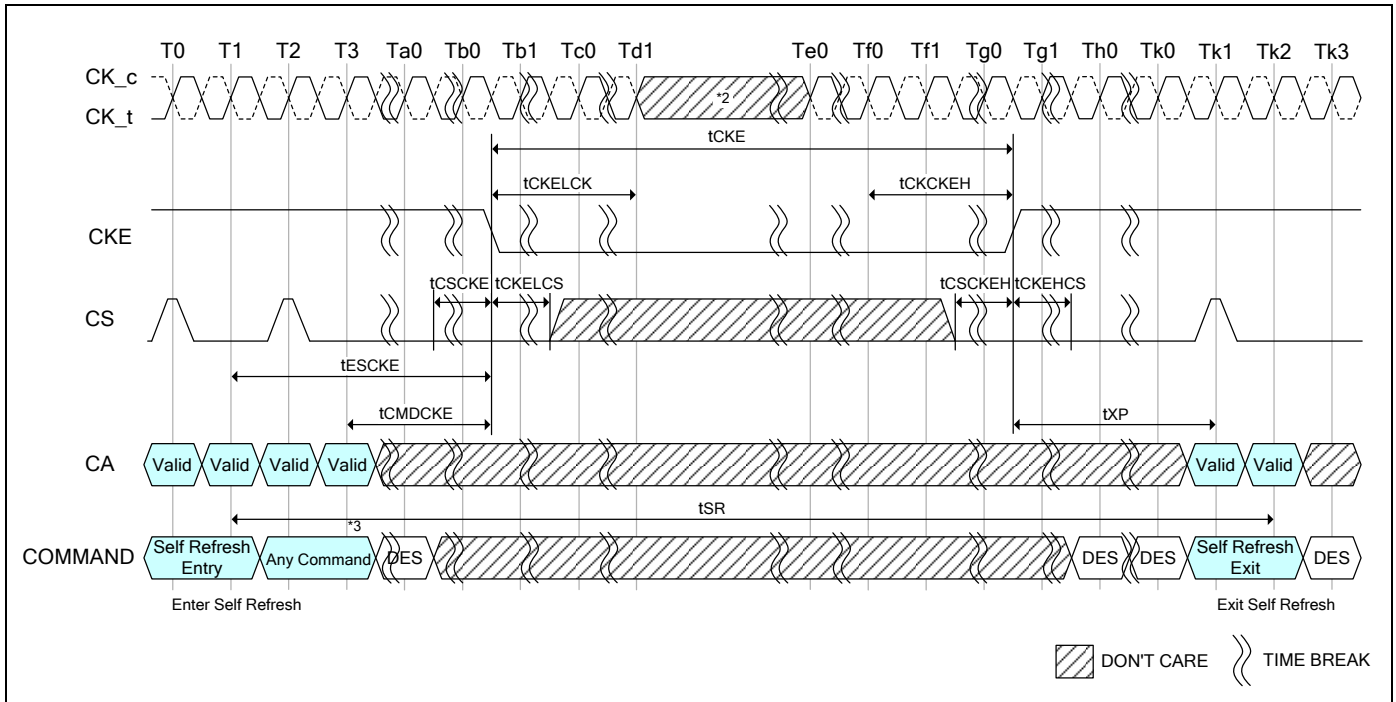 T0 T1 T2 T3 Ta0 Tb0 Tb1 Tc0 Td1 Te0 Tf0 Tf1 Tg0 Tg1 Th0 Tk0 Tk1 Tk2 Tk3
CK_c
*2
CK_t
tCKE
tCKELCK tCKCKEH
CKE
tCSCKE tCKELCS tCSCKEH tCKEHCS
CS
tESCKE
tCMDCKE tXP
CA Valid Valid Valid Valid Valid Valid
tSR
*3
COMMAND Self Refresh Entry Any Command DES DES DES Self Refresh Exit DES
Enter Self Refresh Exit Self Refresh
DON'T CARE TIME BREAK